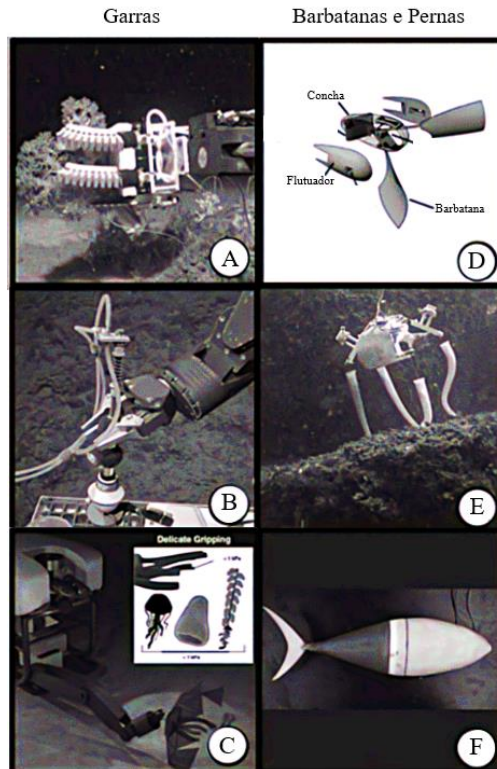 Garras
Barbatanas e Pernas
A
Concha
Flutuador
Barbatana
D
B
E
Delicate Gripping
C
F